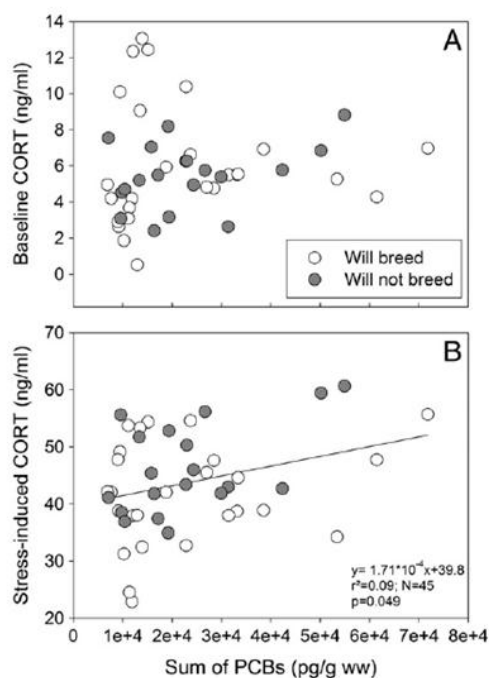 14
A
12
10
8
6
4
2
0
Baseline CORT (ng/ml)
Will breed
Will not breed
70
B
60
50
40
30
20
Stress-induced CORT (ng/ml)
y= 1.71*10⁻⁴x+39.8
r²=0.09; N=45
p=0.049
0 1e+4 2e+4 3e+4 4e+4 5e+4 6e+4 7e+4 8e+4
Sum of PCBs (pg/g ww)